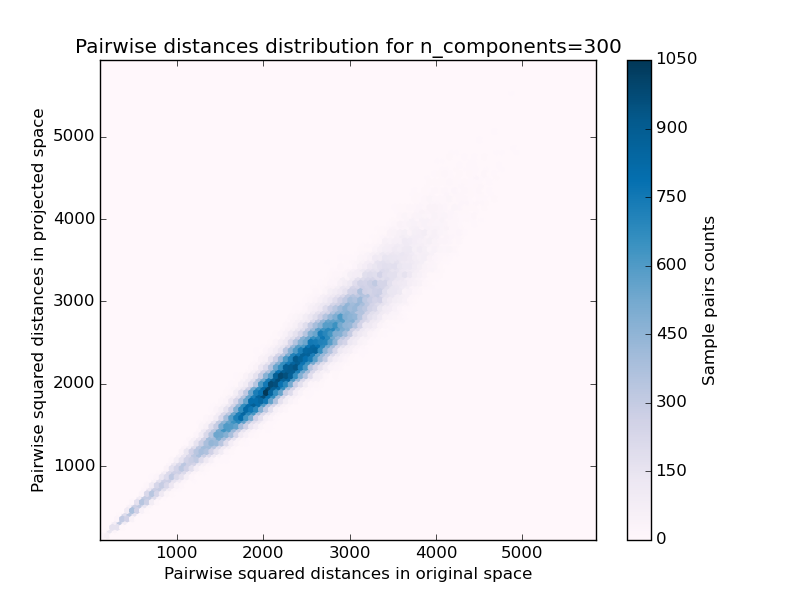 Pairwise distances distribution for n_components=300
Pairwise squared distances in projected space
5000
4000
3000
2000
1000
1000 2000 3000 4000 5000
Pairwise squared distances in original space
1050
900
750
600
450
300
150
0
Sample pairs counts